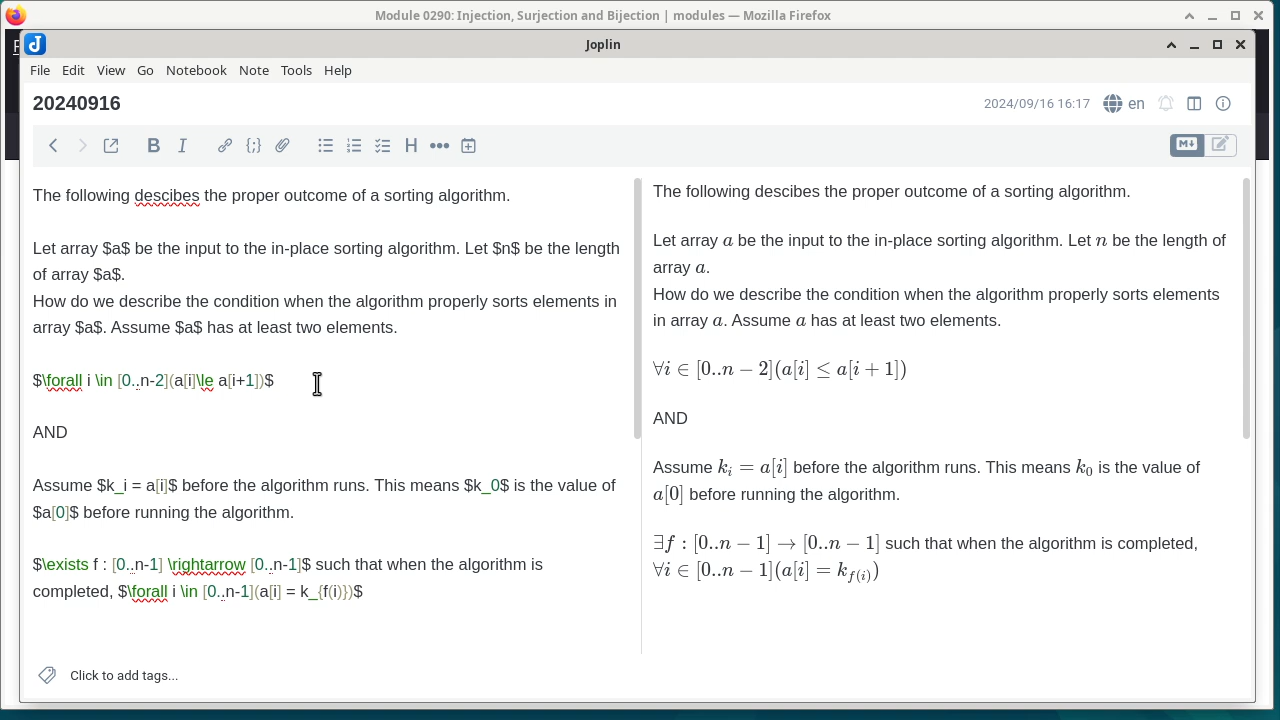 Module 0290: Injection, Surjection and Bijection | modules — Mozilla Firefox
Joplin
File Edit View Go Notebook Note Tools Help
20240916
2024/09/16 16:17 en
B I {;} H M↓
The following descibes the proper outcome of a sorting algorithm.
Let array $a$ be the input to the in-place sorting algorithm. Let $n$ be the length
of array $a$.
How do we describe the condition when the algorithm properly sorts elements in
array $a$. Assume $a$ has at least two elements.
$\forall i \in [0..n-2](a[i]\le a[i+1])$
AND
Assume $k_i = a[i]$ before the algorithm runs. This means $k_0$ is the value of
$a[0]$ before running the algorithm.
$\exists f : [0..n-1] \rightarrow [0..n-1]$ such that when the algorithm is
completed, $\forall i \in [0..n-1](a[i] = k_{f(i)})$
The following descibes the proper outcome of a sorting algorithm.
Let array a be the input to the in-place sorting algorithm. Let n be the length of
array a.
How do we describe the condition when the algorithm properly sorts elements
in array a. Assume a has at least two elements.
∀i ∈ [0..n − 2](a[i] ≤ a[i + 1])
AND
Assume k_i = a[i] before the algorithm runs. This means k_0 is the value of
a[0] before running the algorithm.
∃f : [0..n − 1] → [0..n − 1] such that when the algorithm is completed,
∀i ∈ [0..n − 1](a[i] = k_{f(i)})
Click to add tags...